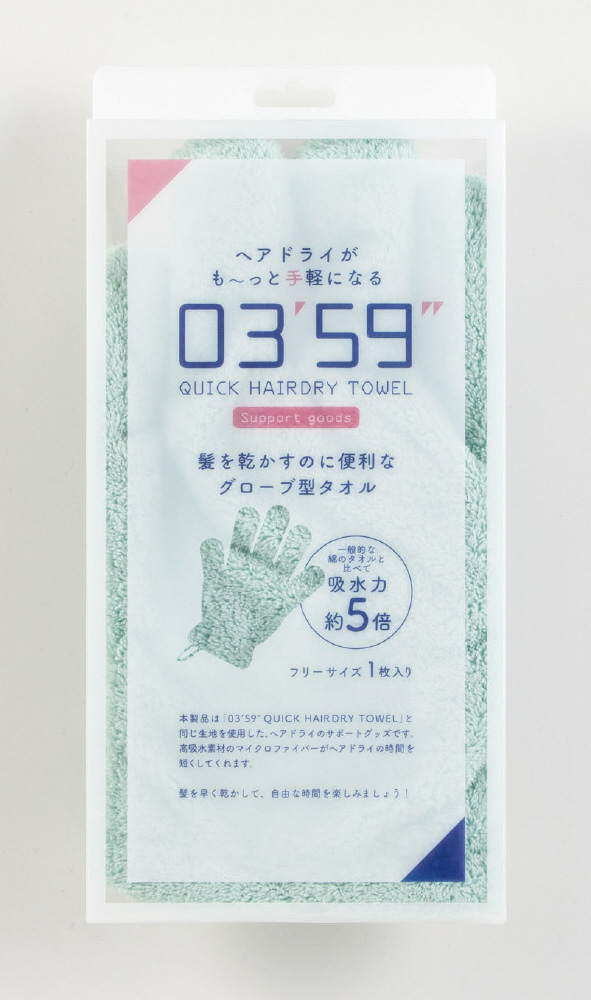 ヘアドライが
も〜っと手軽になる
03′59″
QUICK HAIRDRY TOWEL
Support goods
髪を乾かすのに便利な
グローブ型タオル
一般的な
綿のタオルと
比べて
吸水力
約5倍
フリーサイズ 1枚入り
本製品は「03′59″QUICK HAIRDRY TOWEL」と
同じ生地を使用した、ヘアドライのサポートグッズです。
高吸水素材のマイクロファイバーがヘアドライの時間を
短くしてくれます。
髪を早く乾かして、自由な時間を楽しみましょう！